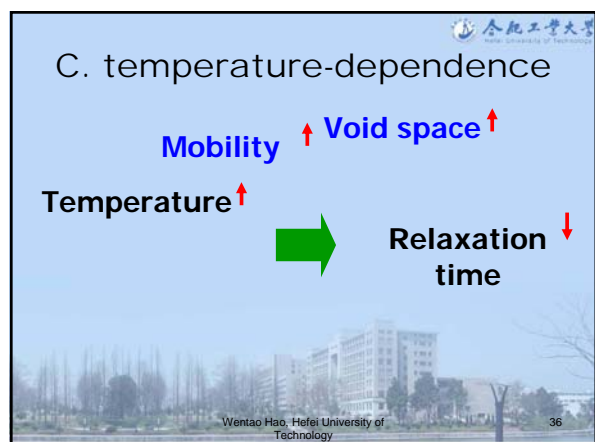 合肥工业大学
Hefei University of Technology
C. temperature-dependence
Mobility
Void space
Temperature
Relaxation
time
Wentao Hao, Hefei University of
Technology
36